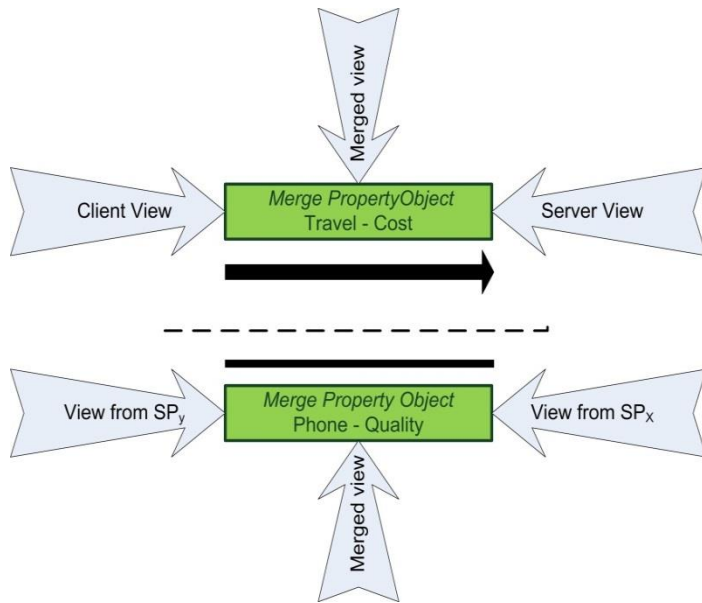 Merged view
Client View
Merge PropertyObject
Travel - Cost
Server View
View from SPy
Merge Property Object
Phone - Quality
View from SPX
Merged view